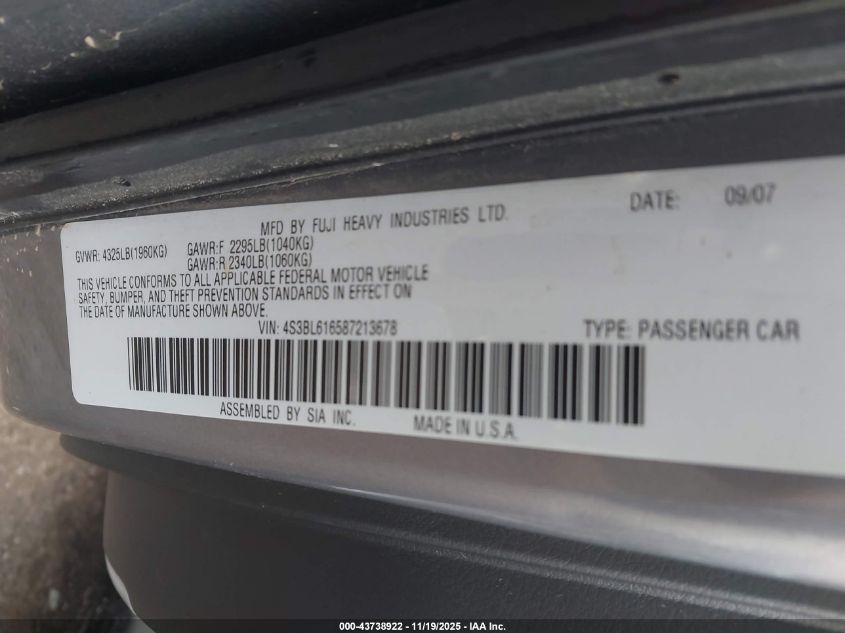 MFD BY FUJI HEAVY INDUSTRIES LTD. DATE: 09/07
GVWR: 4325LB(1960KG) GAWR:F 2295LB(1040KG)
GAWR:R 2340LB(1060KG)
THIS VEHICLE CONFORMS TO ALL APPLICABLE FEDERAL MOTOR VEHICLE
SAFETY, BUMPER, AND THEFT PREVENTION STANDARDS IN EFFECT ON
THE DATE OF MANUFACTURE SHOWN ABOVE.
VIN: 4S3BL616587213678 TYPE: PASSENGER CAR
ASSEMBLED BY SIA INC. MADE IN U.S.A.
000-43738922 - 11/19/2025 - IAA Inc.